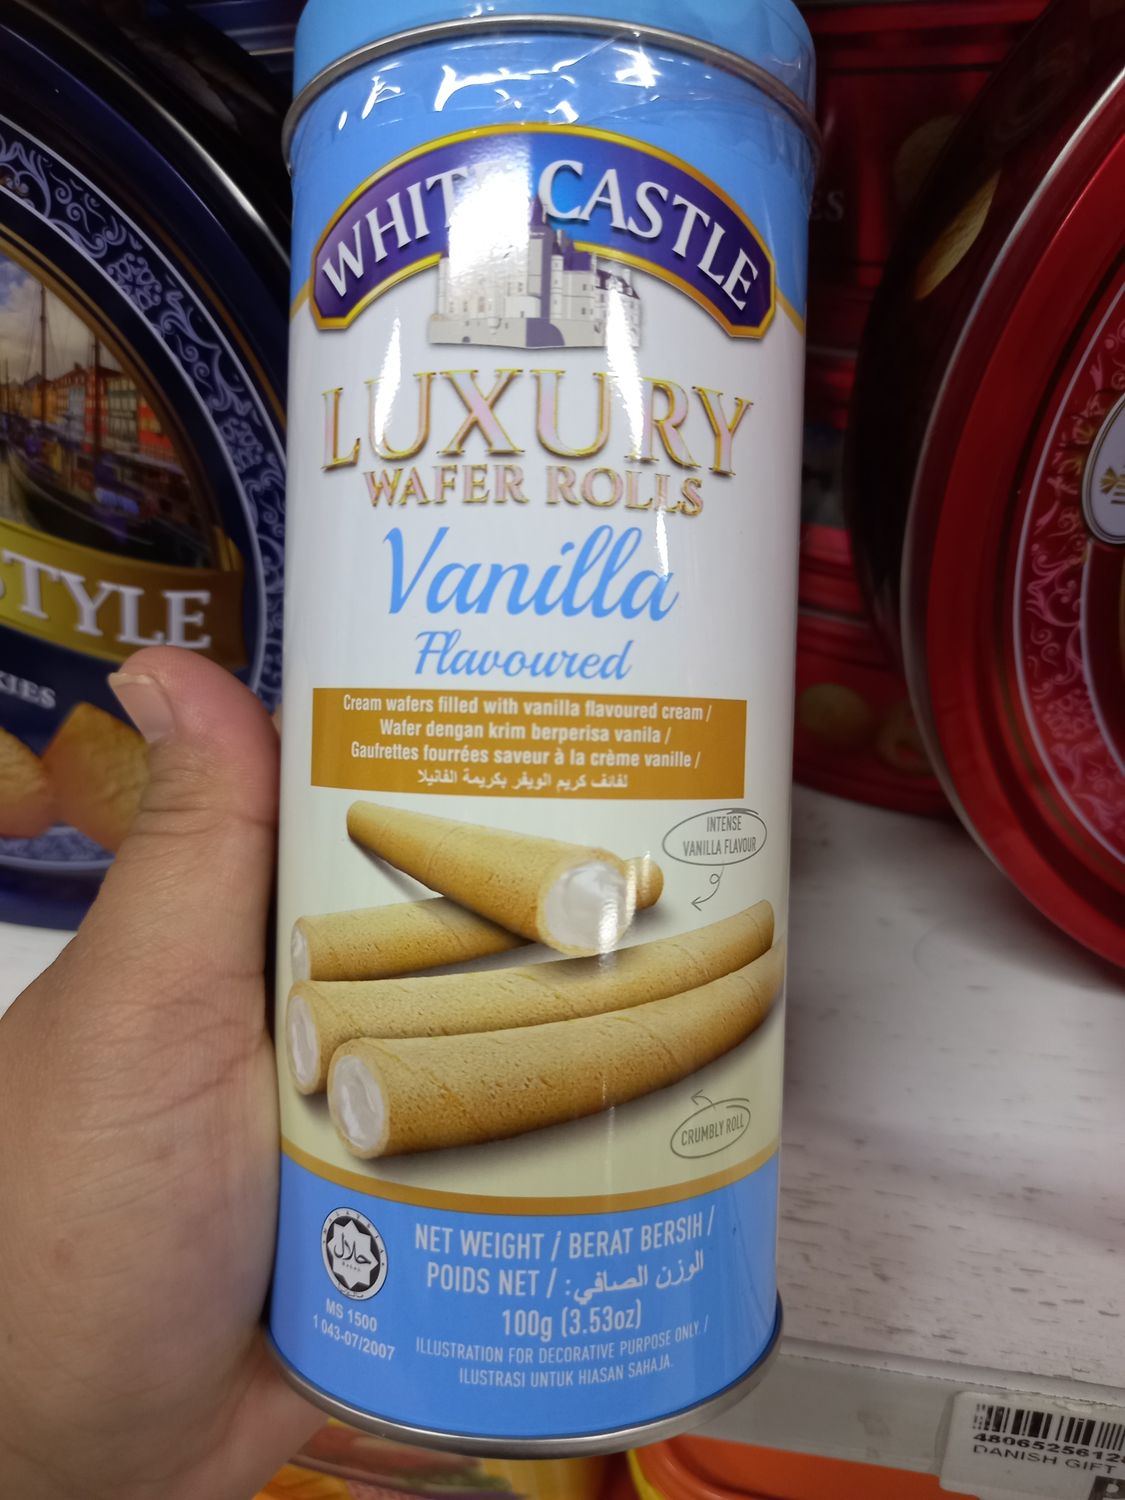 WHITE CASTLE
LUXURY
WAFER ROLLS
Vanilla
Flavoured
Cream wafers filled with vanilla flavoured cream /
Wafer dengan krim berperisa vanila /
Gaufrettes fourrées saveur à la crème vanille /
لفائف كريم الويفر بكريمة الفانيلا
INTENSE
VANILLA FLAVOUR
CRUMBLY ROLL
حلال
MS 1500
1 043-07/2007
NET WEIGHT / BERAT BERSIH /
POIDS NET / الوزن الصافي:
100g (3.53oz)
ILLUSTRATION FOR DECORATIVE PURPOSE ONLY. /
ILUSTRASI UNTUK HIASAN SAHAJA.
STYLE
KIES
ES
DANISH GIFT